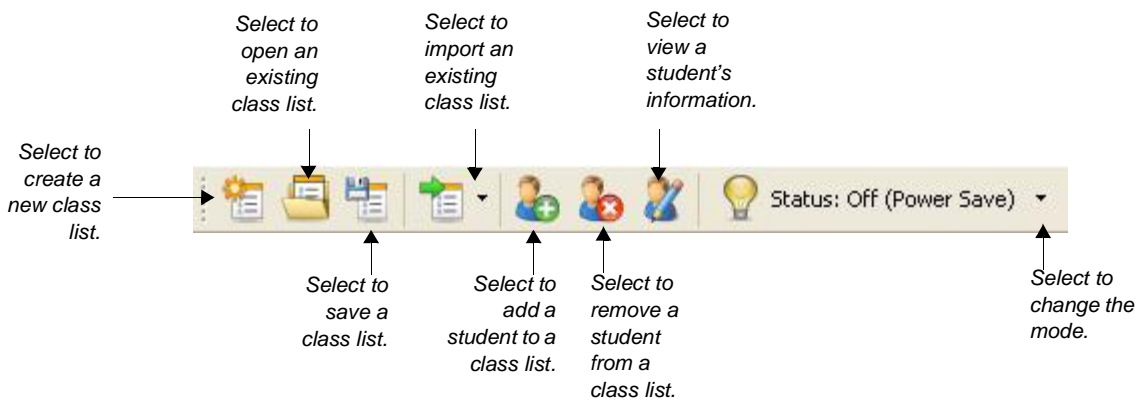 Select to
open an
existing
class list.
Select to
import an
existing
class list.
Select to
view a
student's
information.
Select to
create a
new class
list.
Status: Off (Power Save)
Select to
save a
class list.
Select to
add a
student to a
class list.
Select to
remove a
student
from a
class list.
Select to
change the
mode.